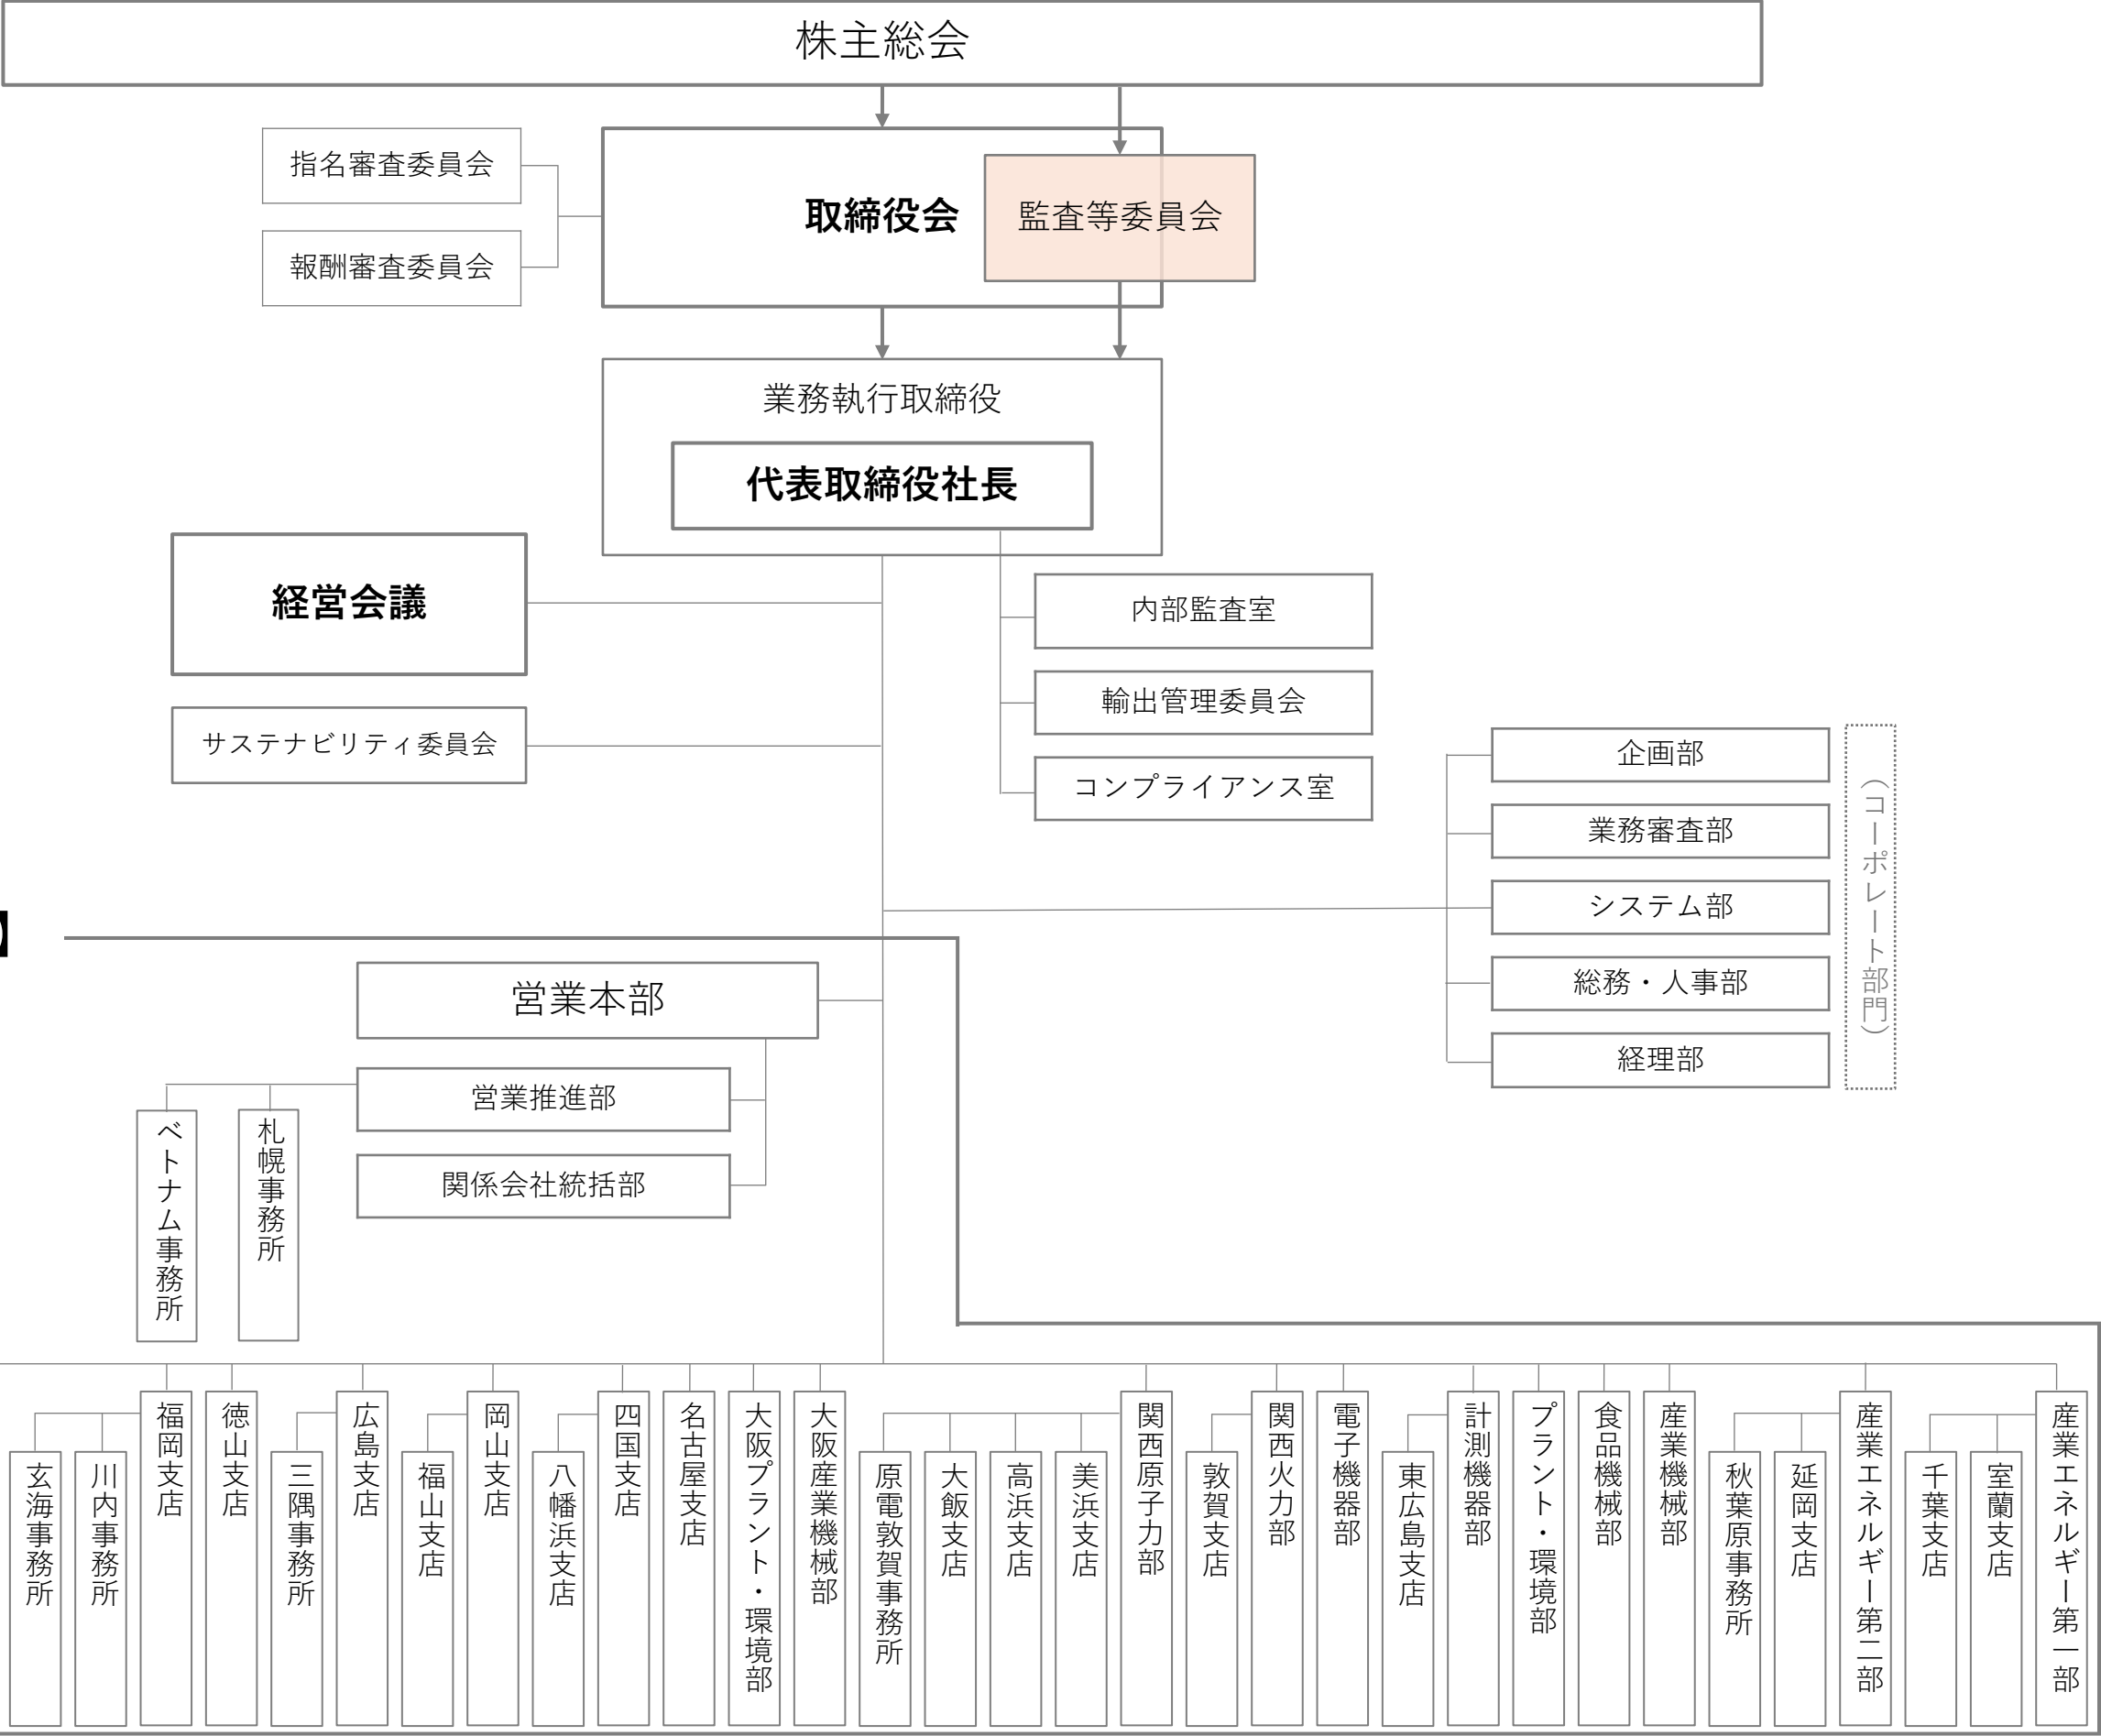 株主総会
指名審査委員会
報酬審査委員会
取締役会
監査等委員会
業務執行取締役
代表取締役社長
経営会議
サステナビリティ委員会
内部監査室
輸出管理委員会
コンプライアンス室
企画部
業務審査部
システム部
総務・人事部
経理部
（コーポレート部門）
】
営業本部
営業推進部
関係会社統括部
札幌事務所
ベトナム事務所
産業エネルギー第一部
室蘭支店
千葉支店
産業エネルギー第二部
延岡支店
秋葉原事務所
産業機械部
食品機械部
プラント・環境部
計測機器部
東広島支店
電子機器部
関西火力部
敦賀支店
関西原子力部
美浜支店
高浜支店
大飯支店
原電敦賀事務所
大阪産業機械部
大阪プラント・環境部
名古屋支店
四国支店
八幡浜支店
岡山支店
福山支店
広島支店
三隅事務所
徳山支店
福岡支店
川内事務所
玄海事務所